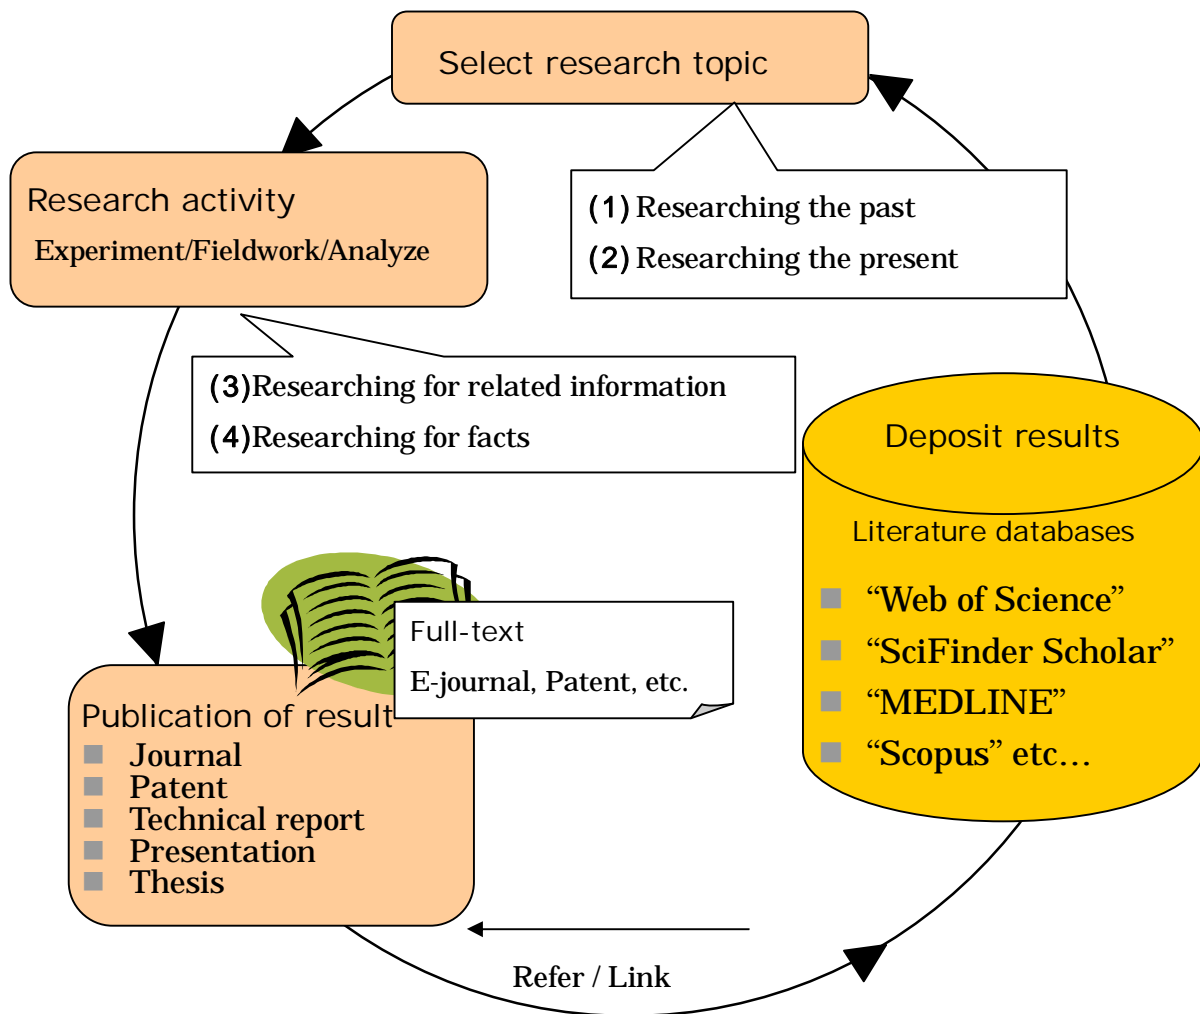 Select research topic
(1) Researching the past
(2) Researching the present
Research activity
Experiment/Fieldwork/Analyze
(3)Researching for related information
(4)Researching for facts
Full-text
E-journal, Patent, etc.
Publication of result
Journal
Patent
Technical report
Presentation
Thesis
Refer / Link
Deposit results
Literature databases
“Web of Science”
“SciFinder Scholar”
“MEDLINE”
“Scopus” etc…